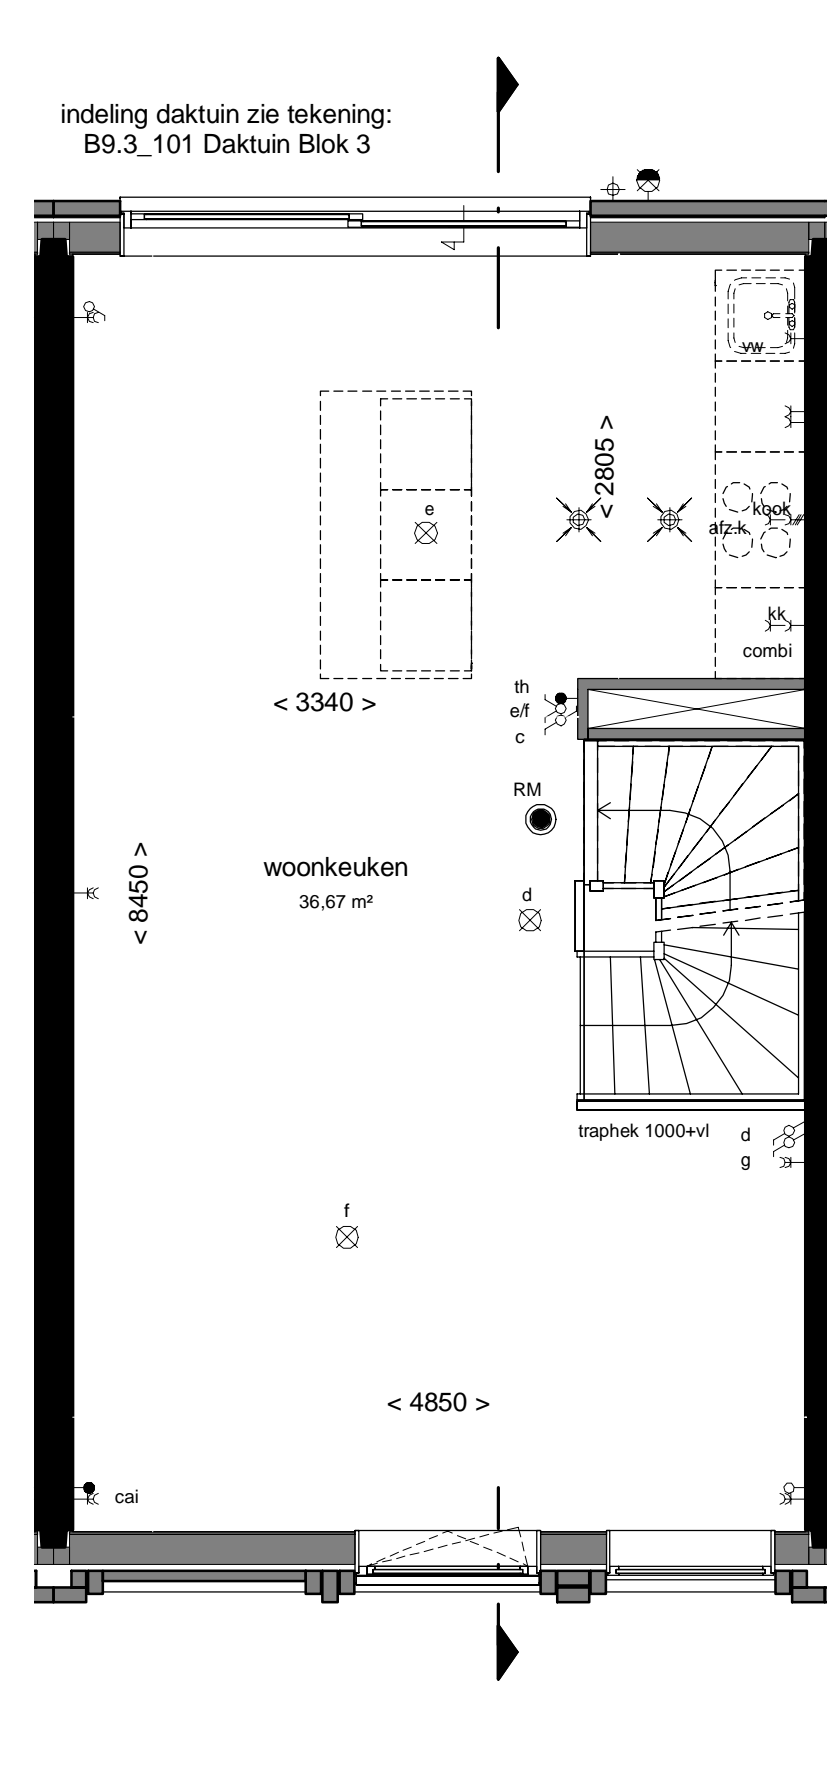 indeling daktuin zie tekening:
B9.3_101 Daktuin Blok 3
vw
< 2805 >
e
kook
afz.k
kk
combi
th
< 3340 >
e/f
c
RM
woonkeuken
36,67 m²
< 8450 >
d
traphek 1000+vl
d
g
f
< 4850 >
cai